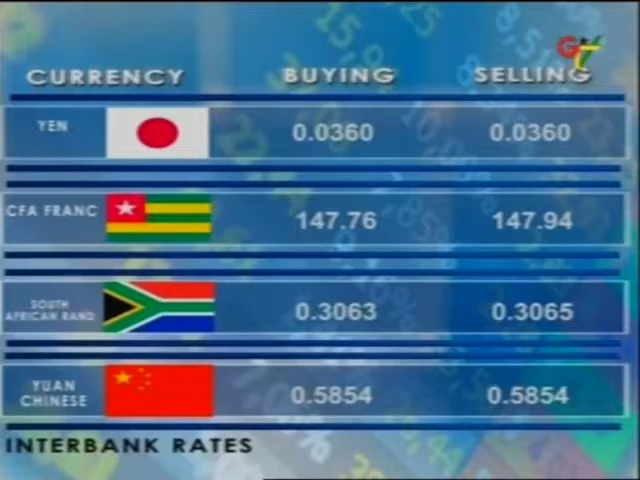 GTV
CURRENCY BUYING SELLING
YEN 0.0360 0.0360
CFA FRANC 147.76 147.94
SOUTH
AFRICAN RAND 0.3063 0.3065
YUAN
CHINESE 0.5854 0.5854
INTERBANK RATES